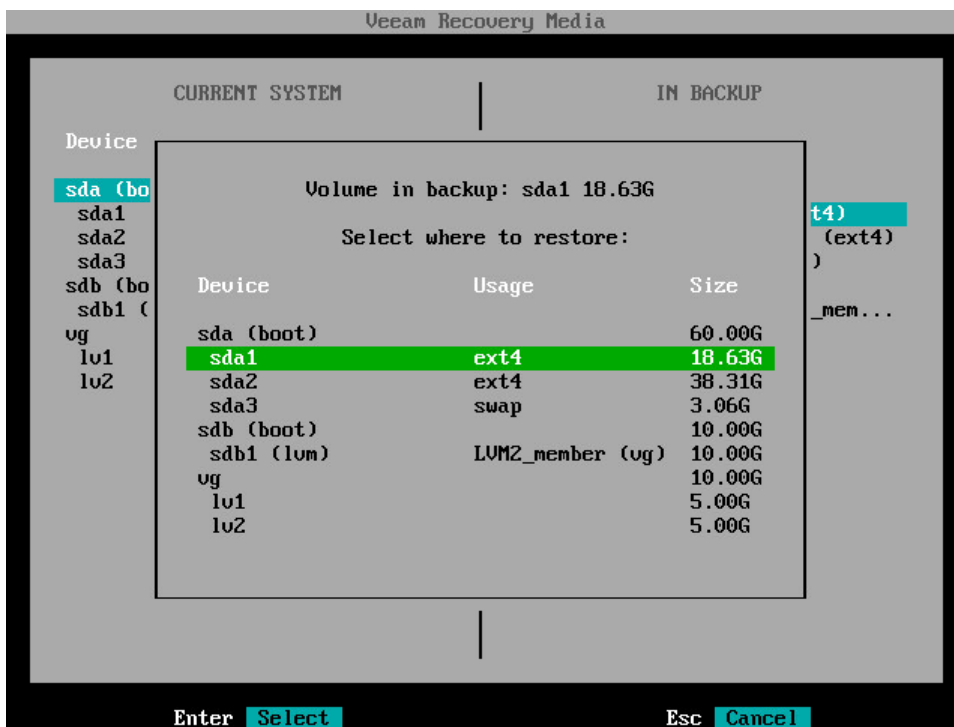 Veeam Recovery Media
CURRENT SYSTEM IN BACKUP
Device
sda (bo
sda1
sda2
sda3
sdb (bo
sdb1 (
vg
lv1
lv2
Volume in backup: sda1 18.63G
Select where to restore:
Device Usage Size
sda (boot) 60.00G
sda1 ext4 18.63G
sda2 ext4 38.31G
sda3 swap 3.06G
sdb (boot) 10.00G
sdb1 (lvm) LVM2_member (vg) 10.00G
vg 10.00G
lv1 5.00G
lv2 5.00G
t4)
(ext4)
)
_mem...
Enter Select Esc Cancel